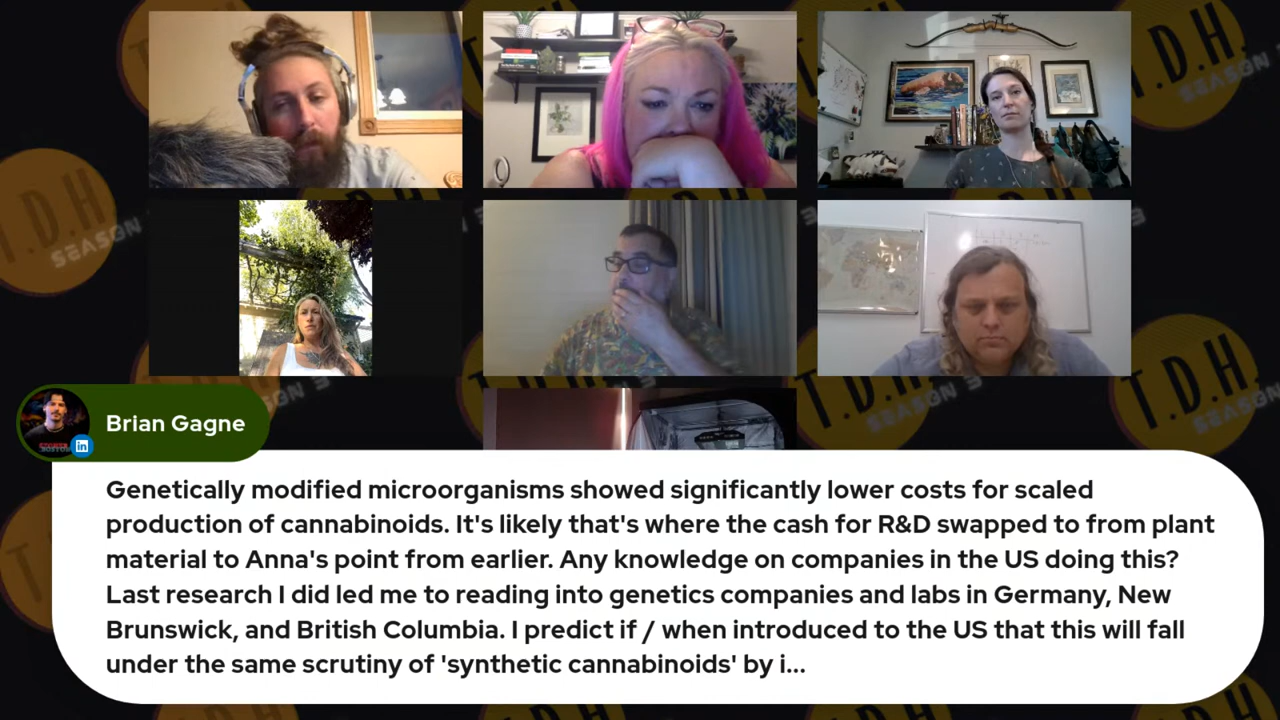 T.D.H.
SEASON 3
Brian Gagne
in
Genetically modified microorganisms showed significantly lower costs for scaled
production of cannabinoids. It's likely that's where the cash for R&D swapped to from plant
material to Anna's point from earlier. Any knowledge on companies in the US doing this?
Last research I did led me to reading into genetics companies and labs in Germany, New
Brunswick, and British Columbia. I predict if / when introduced to the US that this will fall
under the same scrutiny of 'synthetic cannabinoids' by i...